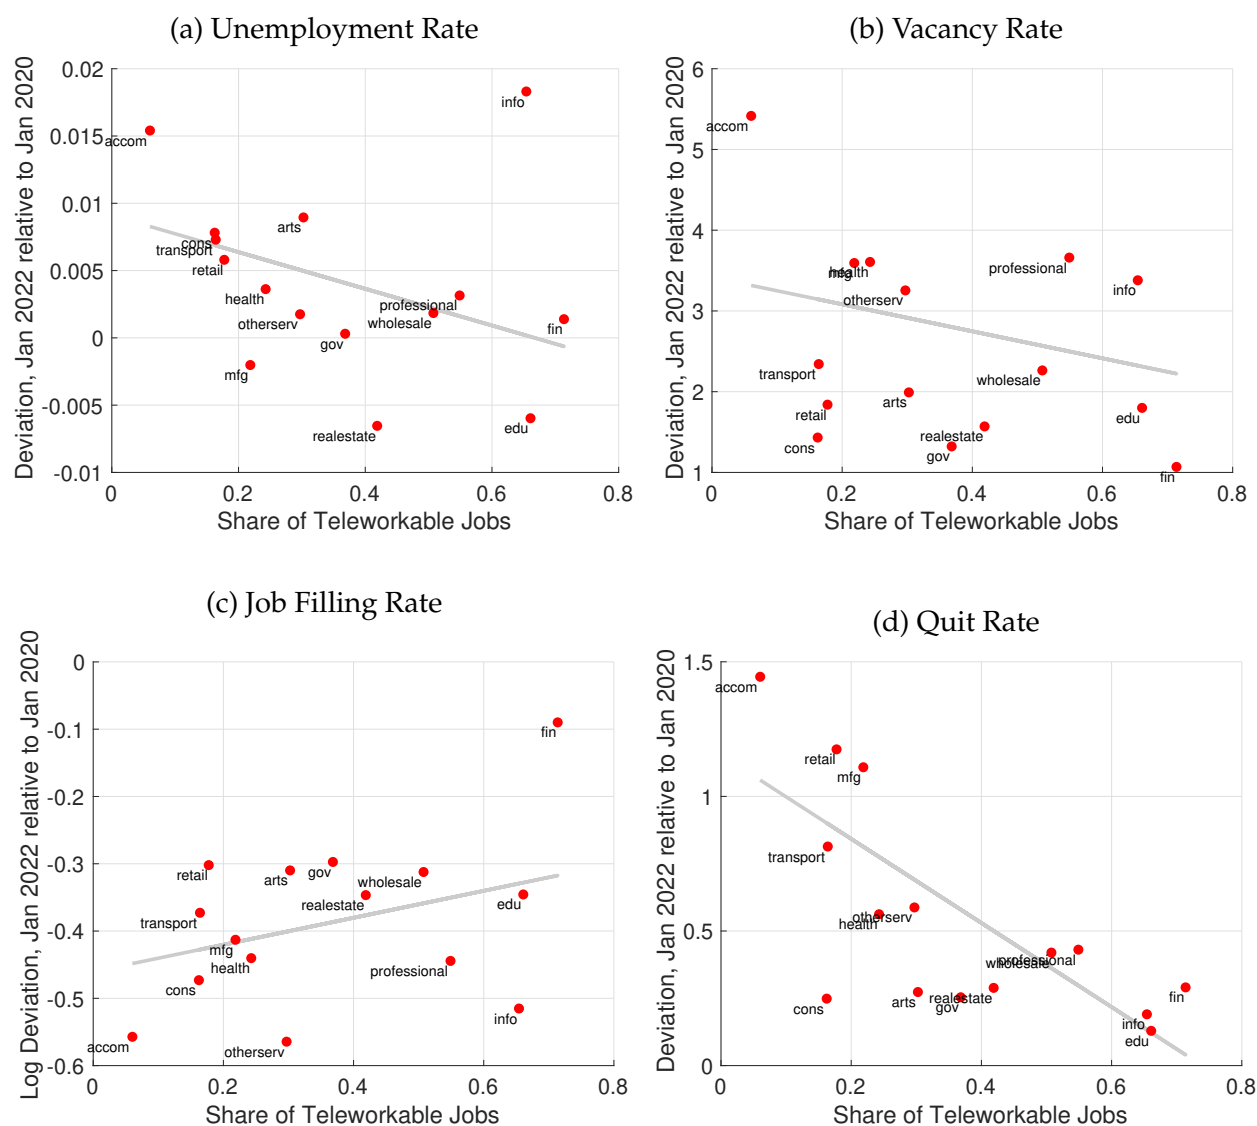 (a) Unemployment Rate
Deviation, Jan 2022 relative to Jan 2020
0.02
0.015
0.01
0.005
0
-0.005
-0.01
info
accom
arts
cons
transport
retail
health
otherserv
professional
wholesale
gov
fin
mfg
realestate
edu
0
0.2
0.4
0.6
0.8
Share of Teleworkable Jobs
(b) Vacancy Rate
Deviation, Jan 2022 relative to Jan 2020
6
5
4
3
2
1
accom
mfg
health
professional
info
otherserv
transport
wholesale
arts
retail
edu
cons
realestate
gov
fin
0
0.2
0.4
0.6
0.8
Share of Teleworkable Jobs
(c) Job Filling Rate
Log Deviation, Jan 2022 relative to Jan 2020
0
-0.1
-0.2
-0.3
-0.4
-0.5
-0.6
fin
retail
arts
gov
wholesale
realestate
edu
transport
mfg
health
professional
cons
info
accom
otherserv
0
0.2
0.4
0.6
0.8
Share of Teleworkable Jobs
(d) Quit Rate
Deviation, Jan 2022 relative to Jan 2020
1.5
1
0.5
0
accom
retail
mfg
transport
otherserv
health
professional
wholesale
cons
arts
realestate
gov
fin
info
edu
0
0.2
0.4
0.6
0.8
Share of Teleworkable Jobs